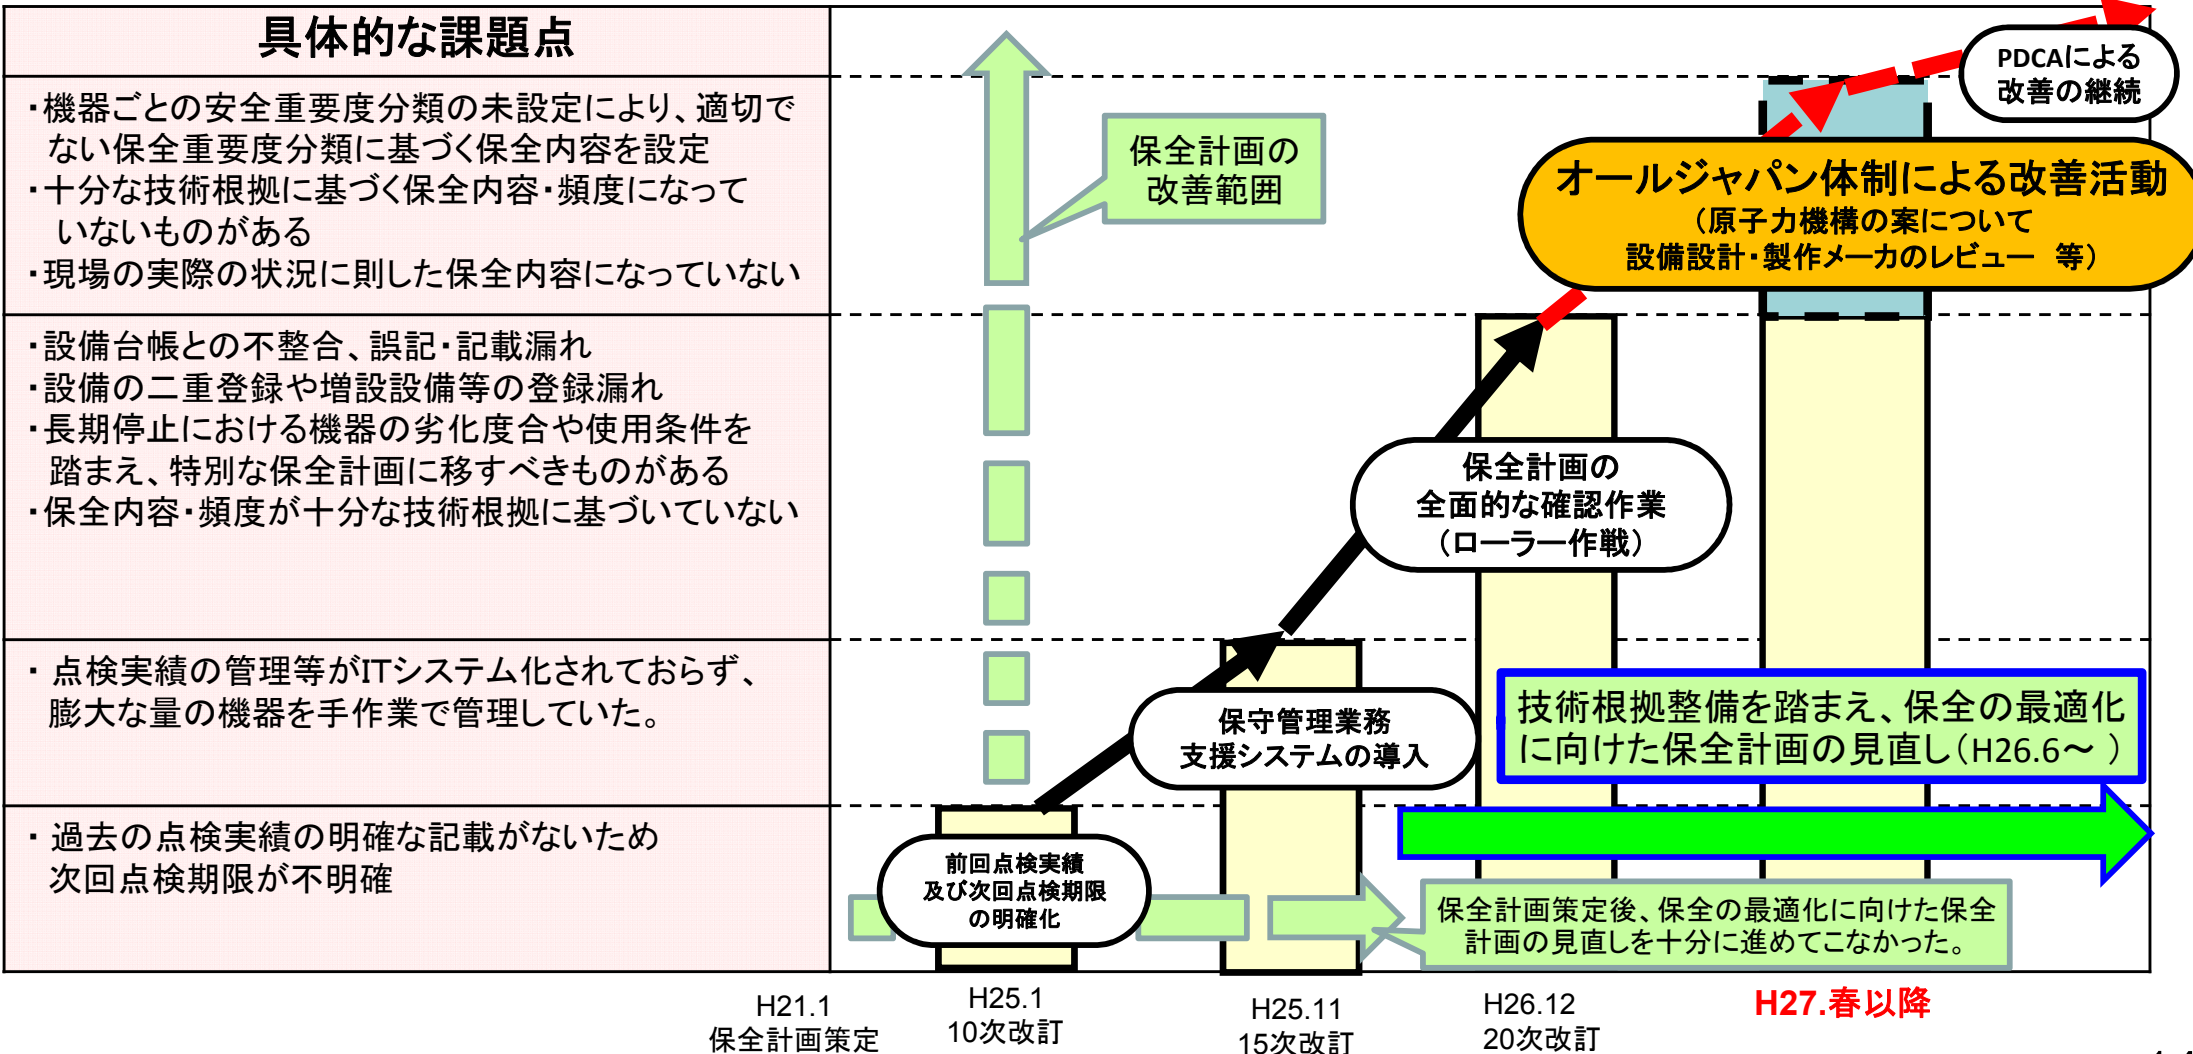 具体的な課題点
・機器ごとの安全重要度分類の未設定により、適切で
ない保全重要度分類に基づく保全内容を設定
・十分な技術根拠に基づく保全内容・頻度になって
いないものがある
・現場の実際の状況に則した保全内容になっていない
・設備台帳との不整合、誤記・記載漏れ
・設備の二重登録や増設設備等の登録漏れ
・長期停止における機器の劣化度合や使用条件を
踏まえ、特別な保全計画に移すべきものがある
・保全内容・頻度が十分な技術根拠に基づいていない
・ 点検実績の管理等がITシステム化されておらず、
膨大な量の機器を手作業で管理していた。
・ 過去の点検実績の明確な記載がないため
次回点検期限が不明確
保全計画の
改善範囲
PDCAによる
改善の継続
オールジャパン体制による改善活動
（原子力機構の案について
設備設計・製作メーカのレビュー 等）
保全計画の
全面的な確認作業
（ローラー作戦）
保守管理業務
支援システムの導入
技術根拠整備を踏まえ、保全の最適化
に向けた保全計画の見直し（H26.6～ ）
前回点検実績
及び次回点検期限
の明確化
保全計画策定後、保全の最適化に向けた保全
計画の見直しを十分に進めてこなかった。
H21.1
保全計画策定
H25.1
10次改訂
H25.11
15次改訂
H26.12
20次改訂
H27.春以降